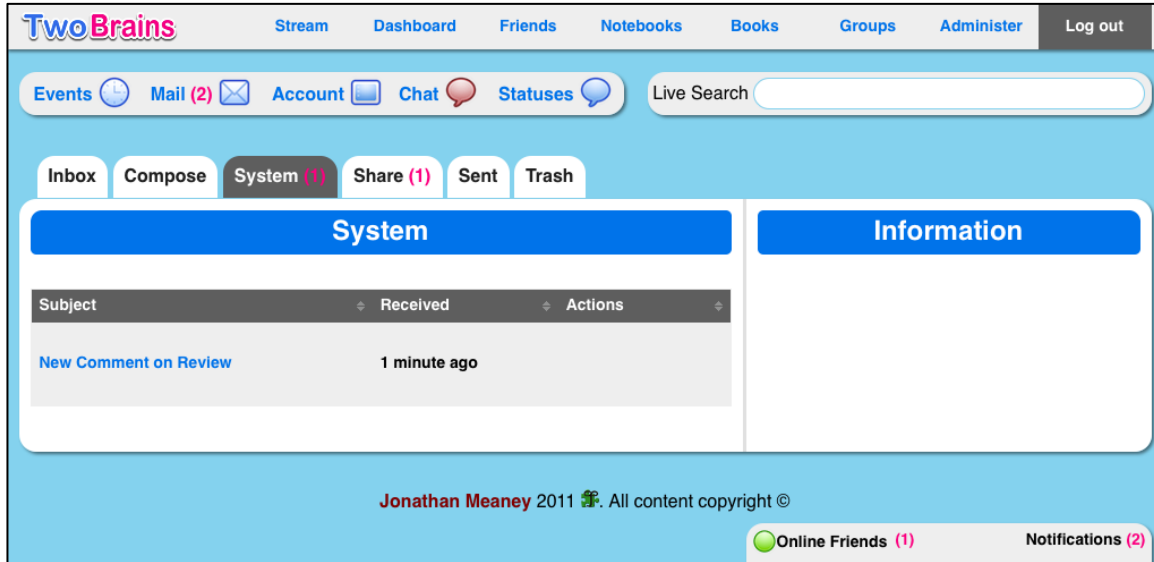 TwoBrains Stream Dashboard Friends Notebooks Books Groups Administer Log out
Events Mail (2) Account Chat Statuses Live Search
Inbox Compose System (1) Share (1) Sent Trash
System Information
Subject Received Actions
New Comment on Review 1 minute ago
Jonathan Meaney 2011 . All content copyright ©
Online Friends (1) Notifications (2)